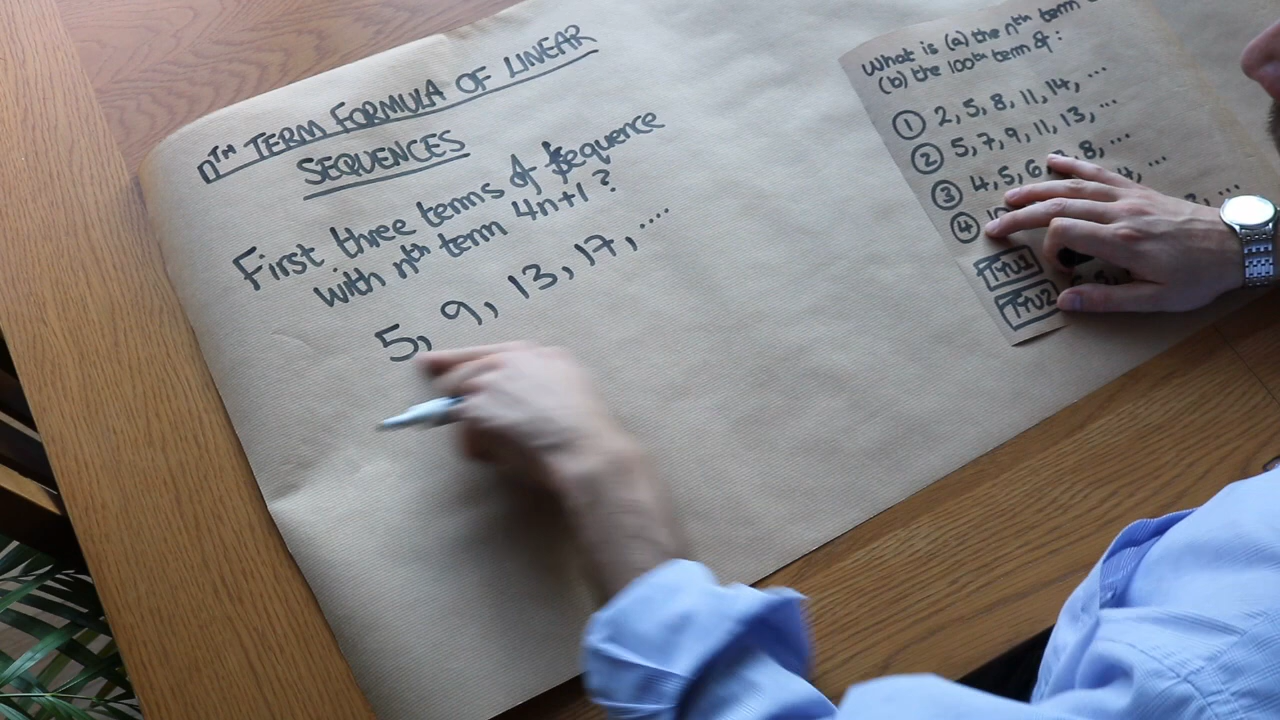 nTH TERM FORMULA OF LINEAR
SEQUENCES
First three terms of sequence
with nth term 4n+1?
5, 9, 13, 17, ....
What is (a) the nth term
(b) the 100th term of:
① 2, 5, 8, 11, 14, ...
② 5, 7, 9, 11, 13, ...
③ 4, 5, 6, 8, ...
④
TYU1
TYU2